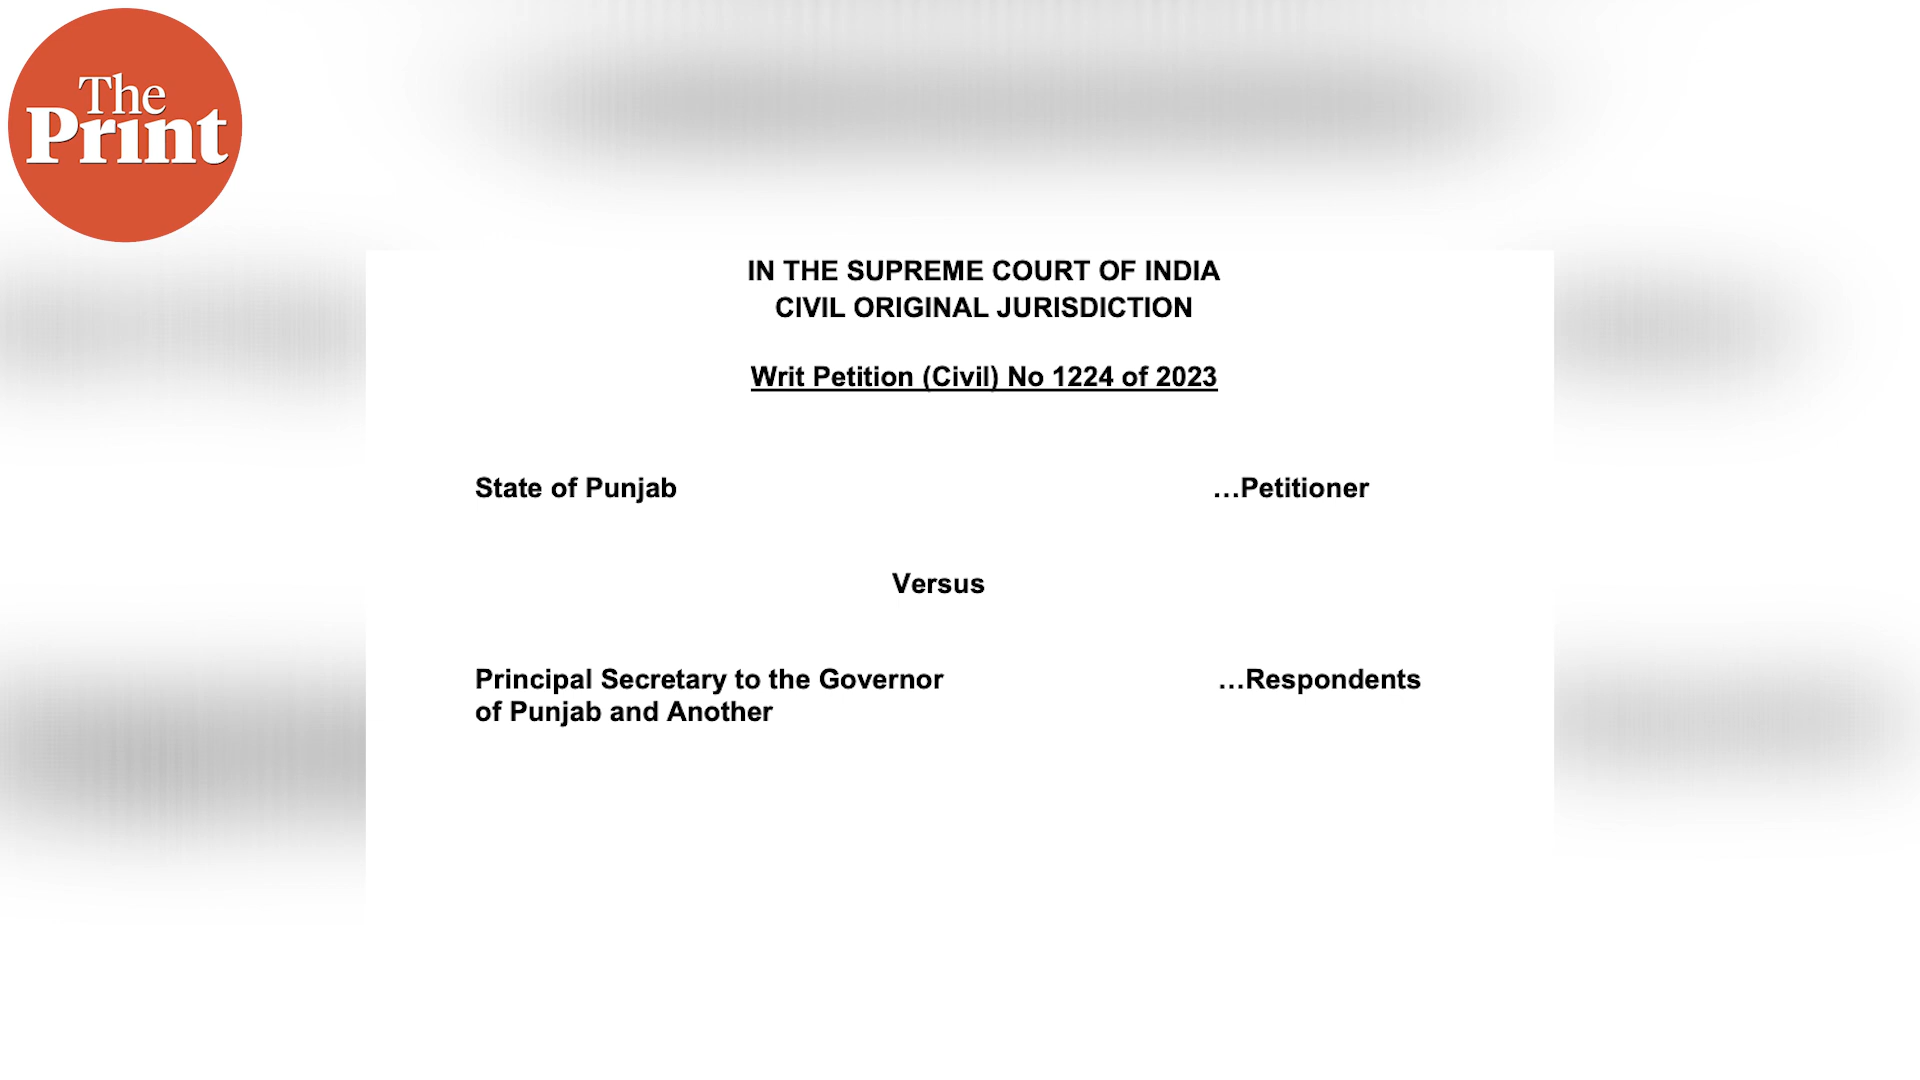 The
Print
IN THE SUPREME COURT OF INDIA
CIVIL ORIGINAL JURISDICTION
Writ Petition (Civil) No 1224 of 2023
State of Punjab …Petitioner
Versus
Principal Secretary to the Governor …Respondents
of Punjab and Another